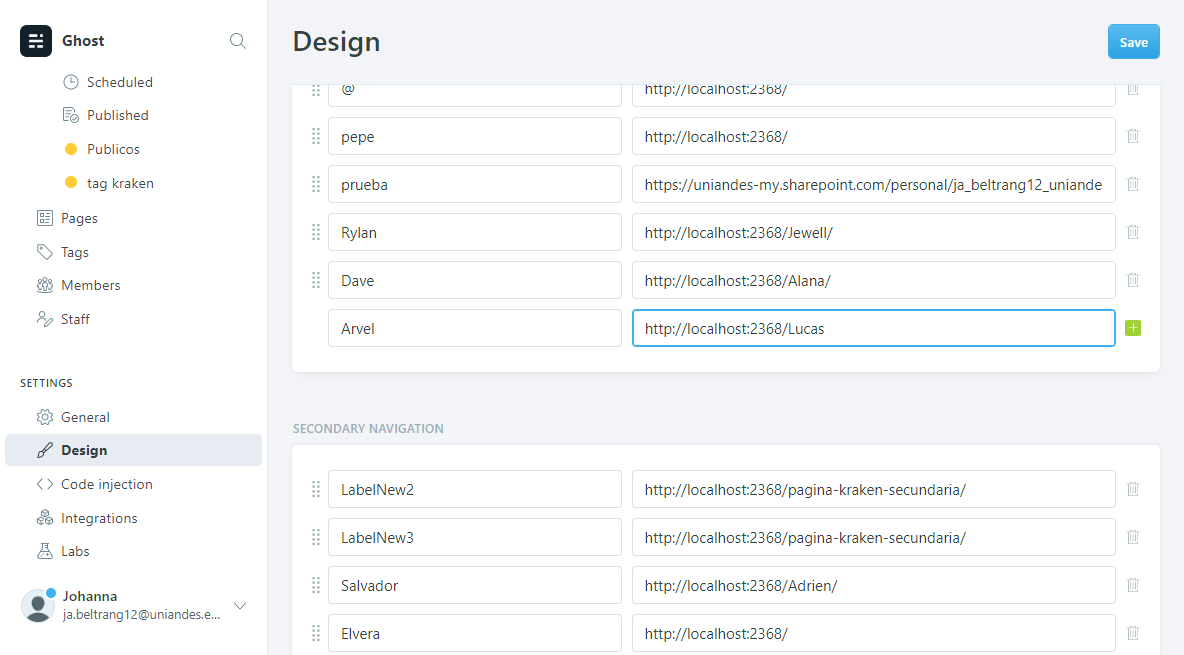 Ghost
Scheduled
Published
Publicos
tag kraken
Pages
Tags
Members
Staff
SETTINGS
General
Design
Code injection
Integrations
Labs
Johanna
ja.beltrang12@uniandes.e...
Design
Save
@ http://localhost:2368/
pepe http://localhost:2368/
prueba https://uniandes-my.sharepoint.com/personal/ja_beltrang12_uniande
Rylan http://localhost:2368/Jewell/
Dave http://localhost:2368/Alana/
Arvel http://localhost:2368/Lucas
SECONDARY NAVIGATION
LabelNew2 http://localhost:2368/pagina-kraken-secundaria/
LabelNew3 http://localhost:2368/pagina-kraken-secundaria/
Salvador http://localhost:2368/Adrien/
Elvera http://localhost:2368/